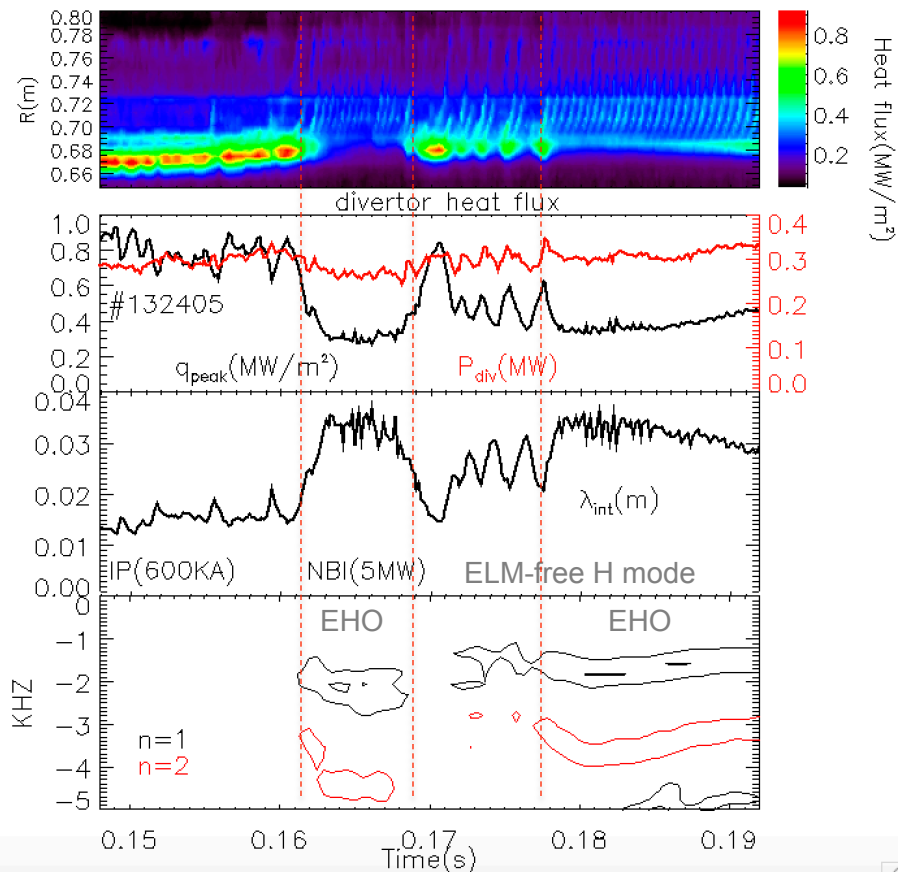 0.80
0.78
0.76
0.74
0.72
0.70
0.68
0.66
R(m)
0.8
0.6
0.4
0.2
Heat flux(MW/m²)
divertor heat flux
1.0
0.8
0.6
0.4
0.2
0.0
#132405
q_peak(MW/m²)
P_div(MW)
0.4
0.3
0.2
0.1
0.0
0.04
0.03
0.02
0.01
0.00
λ_int(m)
IP(600KA)
NBI(5MW)
ELM-free H mode
0
-1
-2
-3
-4
-5
KHZ
EHO
EHO
n=1
n=2
0.15
0.16
0.17
0.18
0.19
Time(s)